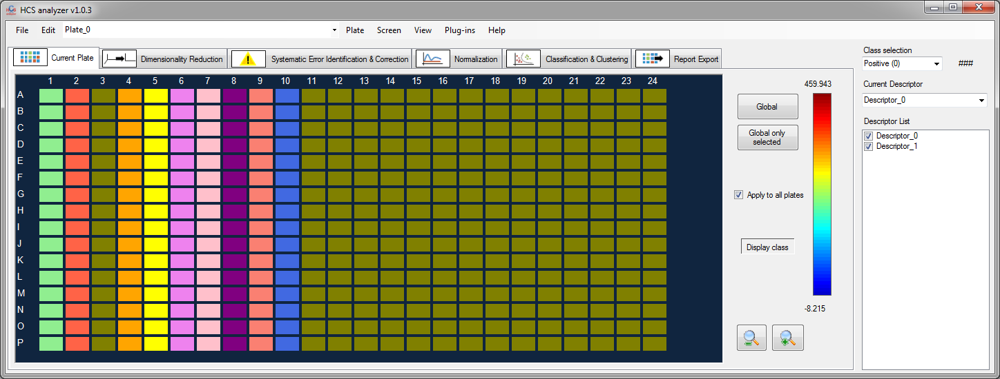 HCS analyzer v1.0.3
File Edit Plate_0 Plate Screen View Plug-ins Help
Current Plate Dimensionality Reduction Systematic Error Identification & Correction Normalization Classification & Clustering Report Export
Class selection
Positive (0) ###
Current Descriptor
Descriptor_0
Descriptor List
Descriptor_0
Descriptor_1
1 2 3 4 5 6 7 8 9 10 11 12 13 14 15 16 17 18 19 20 21 22 23 24
A
B
C
D
E
F
G
H
I
J
K
L
M
N
O
P
Global
Global only
selected
Apply to all plates
Display class
459.943
-8.215